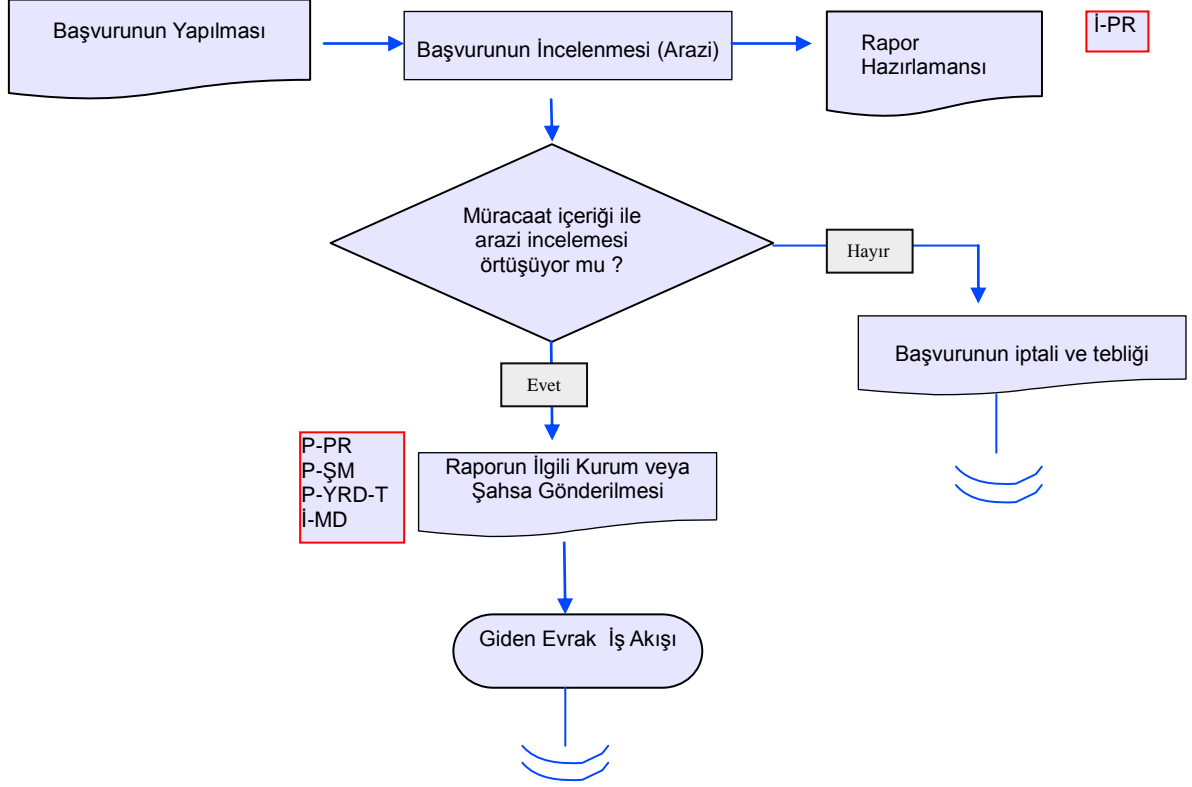 Başvurunun Yapılması
Başvurunun İncelenmesi (Arazi)
Rapor
Hazırlamansı
İ-PR
Müracaat içeriği ile
arazi incelemesi
örtüşüyor mu ?
Hayır
Başvurunun iptali ve tebliği
Evet
P-PR
P-ŞM
P-YRD-T
İ-MD
Raporun İlgili Kurum veya
Şahsa Gönderilmesi
Giden Evrak İş Akışı